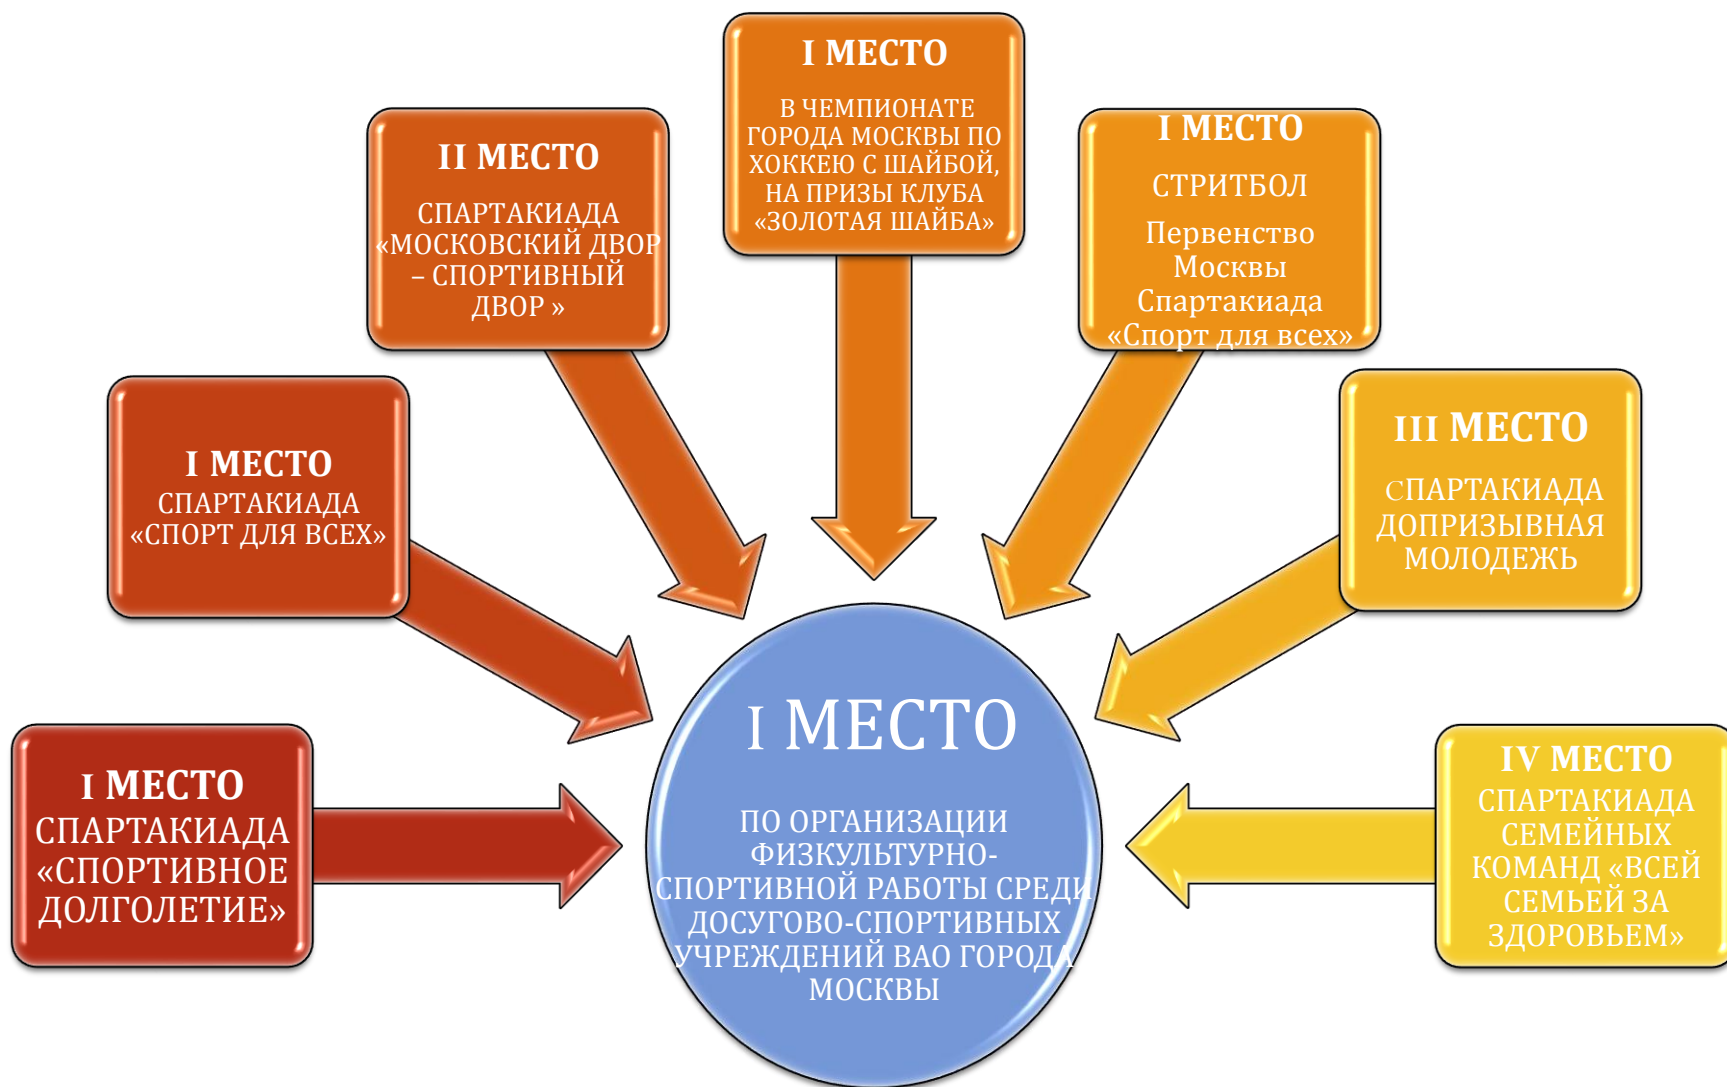 I МЕСТО
СПАРТАКИАДА
«СПОРТИВНОЕ
ДОЛГОЛЕТИЕ»
I МЕСТО
СПАРТАКИАДА
«СПОРТ ДЛЯ ВСЕХ»
II МЕСТО
СПАРТАКИАДА
«МОСКОВСКИЙ ДВОР
– СПОРТИВНЫЙ
ДВОР »
I МЕСТО
В ЧЕМПИОНАТЕ
ГОРОДА МОСКВЫ ПО
ХОККЕЮ С ШАЙБОЙ,
НА ПРИЗЫ КЛУБА
«ЗОЛОТАЯ ШАЙБА»
I МЕСТО
СТРИТБОЛ
Первенство
Москвы
Спартакиада
«Спорт для всех»
III МЕСТО
СПАРТАКИАДА
ДОПРИЗЫВНАЯ
МОЛОДЕЖЬ
IV МЕСТО
СПАРТАКИАДА
СЕМЕЙНЫХ
КОМАНД «ВСЕЙ
СЕМЬЕЙ ЗА
ЗДОРОВЬЕМ»
I МЕСТО
ПО ОРГАНИЗАЦИИ
ФИЗКУЛЬТУРНО-
СПОРТИВНОЙ РАБОТЫ СРЕДИ
ДОСУГОВО-СПОРТИВНЫХ
УЧРЕЖДЕНИЙ ВАО ГОРОДА
МОСКВЫ